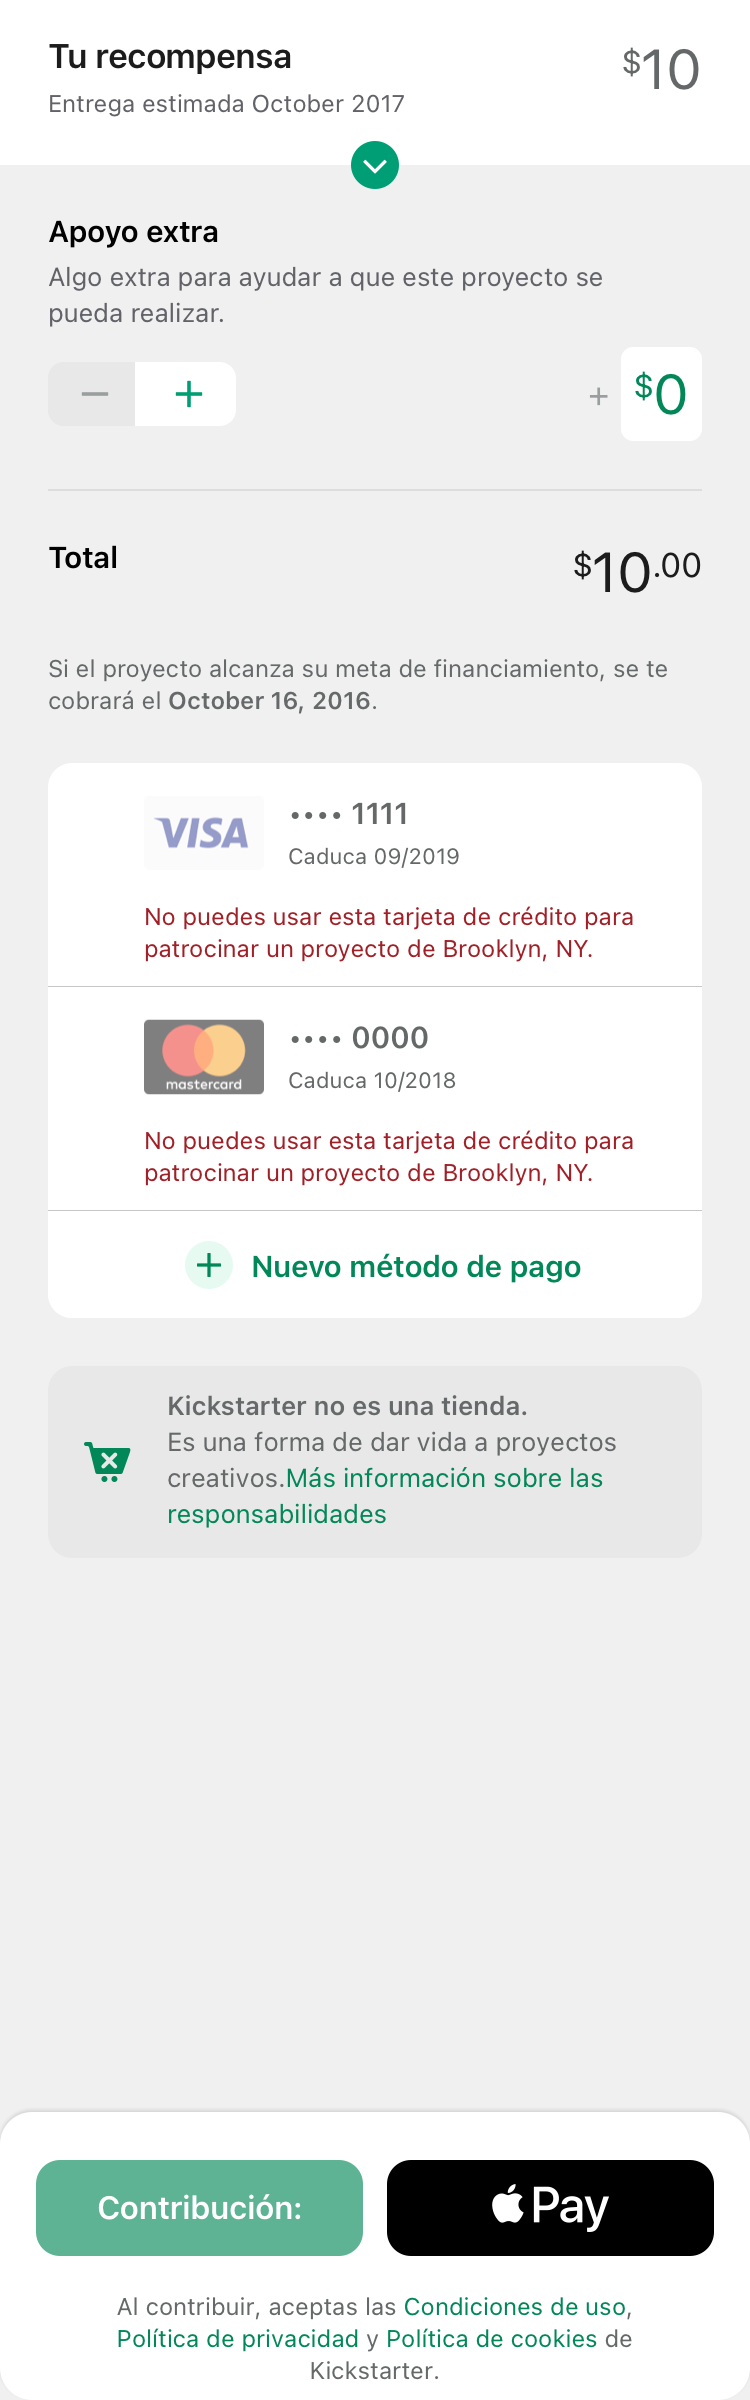 Tu recompensa
$10
Entrega estimada October 2017
Apoyo extra
Algo extra para ayudar a que este proyecto se
pueda realizar.
− +
+ $0
Total
$10.00
Si el proyecto alcanza su meta de financiamiento, se te
cobrará el October 16, 2016.
VISA
•••• 1111
Caduca 09/2019
No puedes usar esta tarjeta de crédito para
patrocinar un proyecto de Brooklyn, NY.
mastercard
•••• 0000
Caduca 10/2018
No puedes usar esta tarjeta de crédito para
patrocinar un proyecto de Brooklyn, NY.
+ Nuevo método de pago
Kickstarter no es una tienda.
Es una forma de dar vida a proyectos
creativos.Más información sobre las
responsabilidades
Contribución:
Pay
Al contribuir, aceptas las Condiciones de uso,
Política de privacidad y Política de cookies de
Kickstarter.